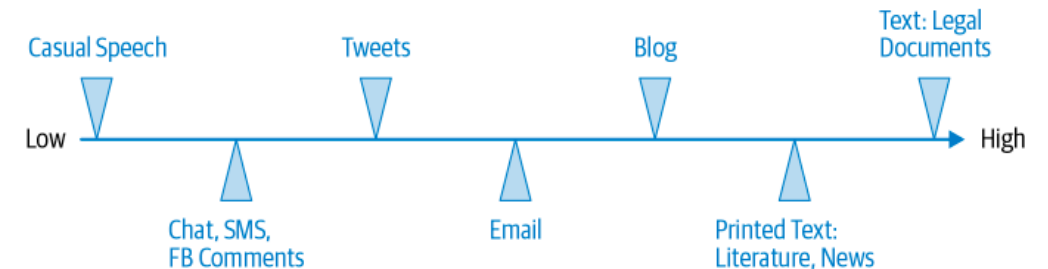 Text: Legal
Casual Speech Tweets Blog Documents
Low High
Chat, SMS, Email Printed Text:
FB Comments Literature, News